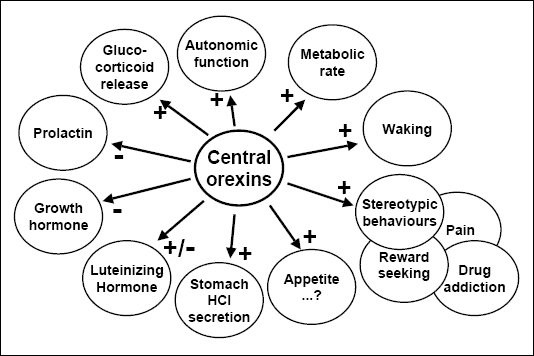 Gluco-
corticoid
release
Autonomic
function
Metabolic
rate
+
+
+
Prolactin
-
Central
orexins
+
Waking
Growth
hormone
-
+
Stereotypic
behaviours
Pain
Luteinizing
Hormone
+/-
Stomach
HCl
secretion
+
Appetite
...?
+
Reward
seeking
Drug
addiction